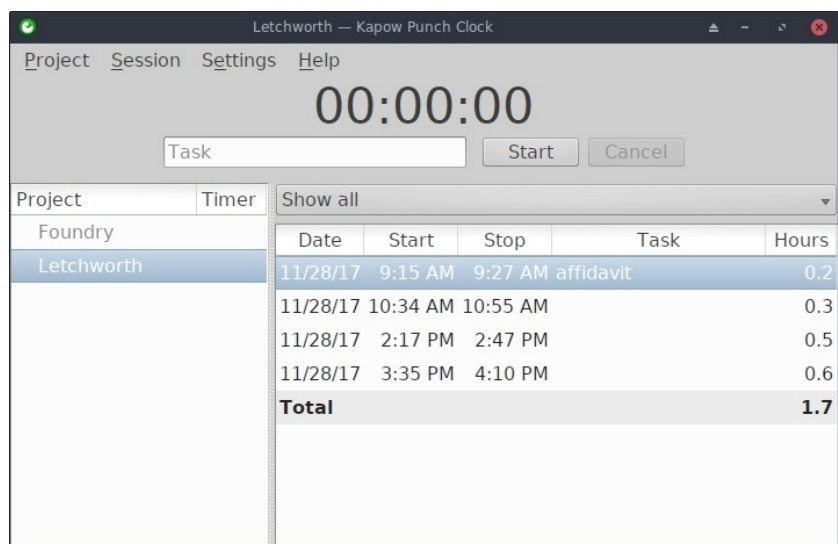 Letchworth — Kapow Punch Clock
Project Session Settings Help
00:00:00
Task Start Cancel
Project Timer Show all
Foundry
Letchworth
Date Start Stop Task Hours
11/28/17 9:15 AM 9:27 AM affidavit 0.2
11/28/17 10:34 AM 10:55 AM 0.3
11/28/17 2:17 PM 2:47 PM 0.5
11/28/17 3:35 PM 4:10 PM 0.6
Total 1.7